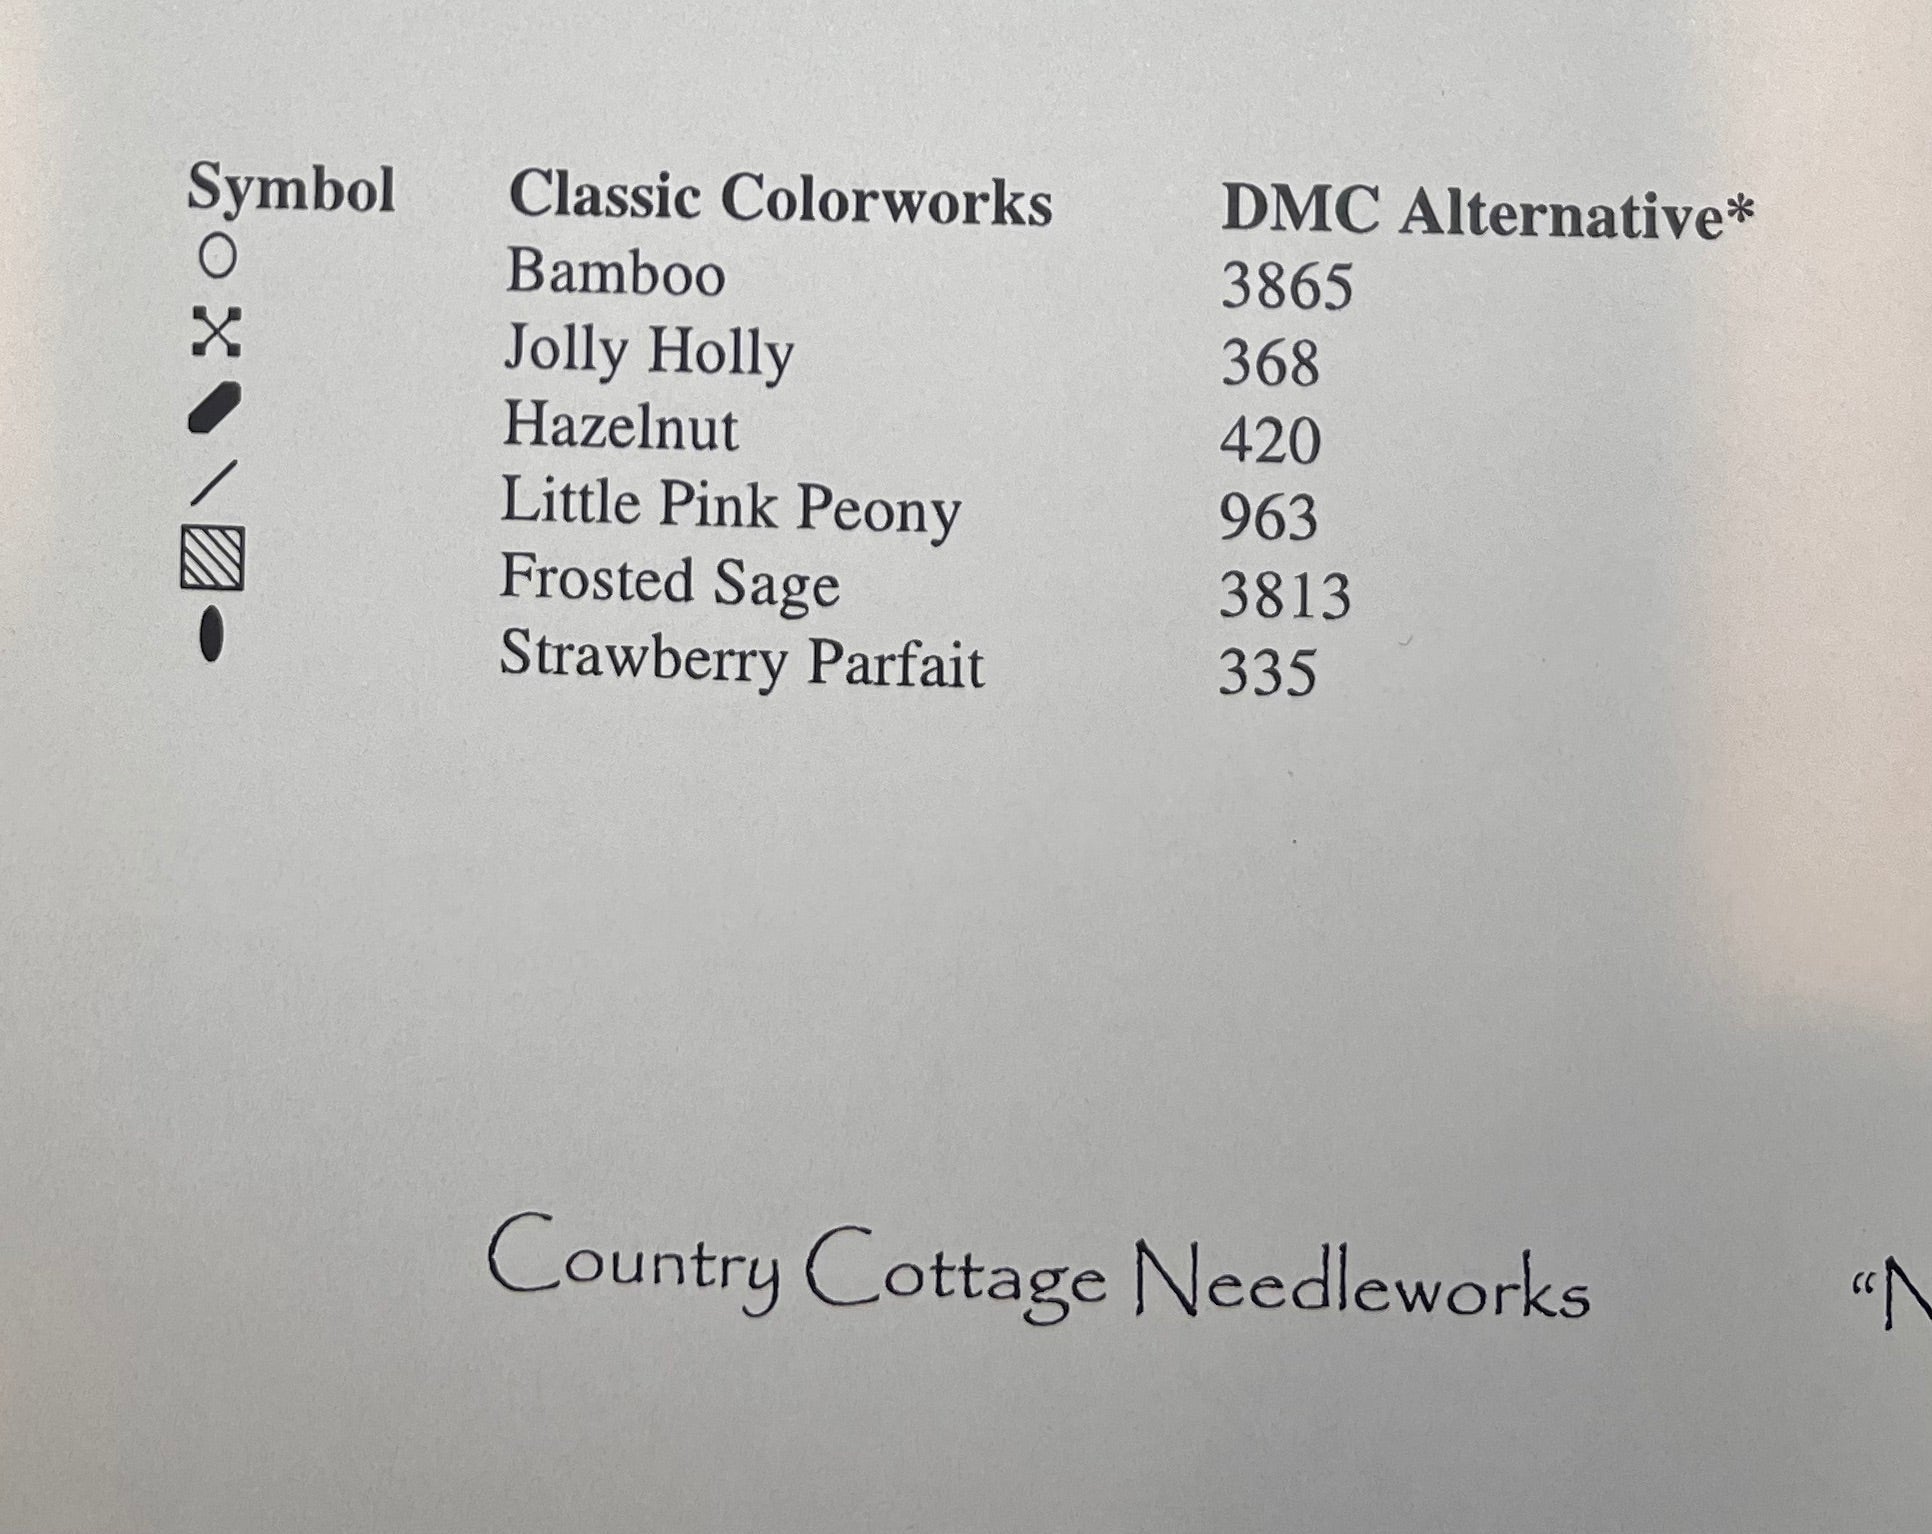 Symbol Classic Colorworks DMC Alternative*
Bamboo 3865
Jolly Holly 368
Hazelnut 420
Little Pink Peony 963
Frosted Sage 3813
Strawberry Parfait 335
Country Cottage Needleworks “N